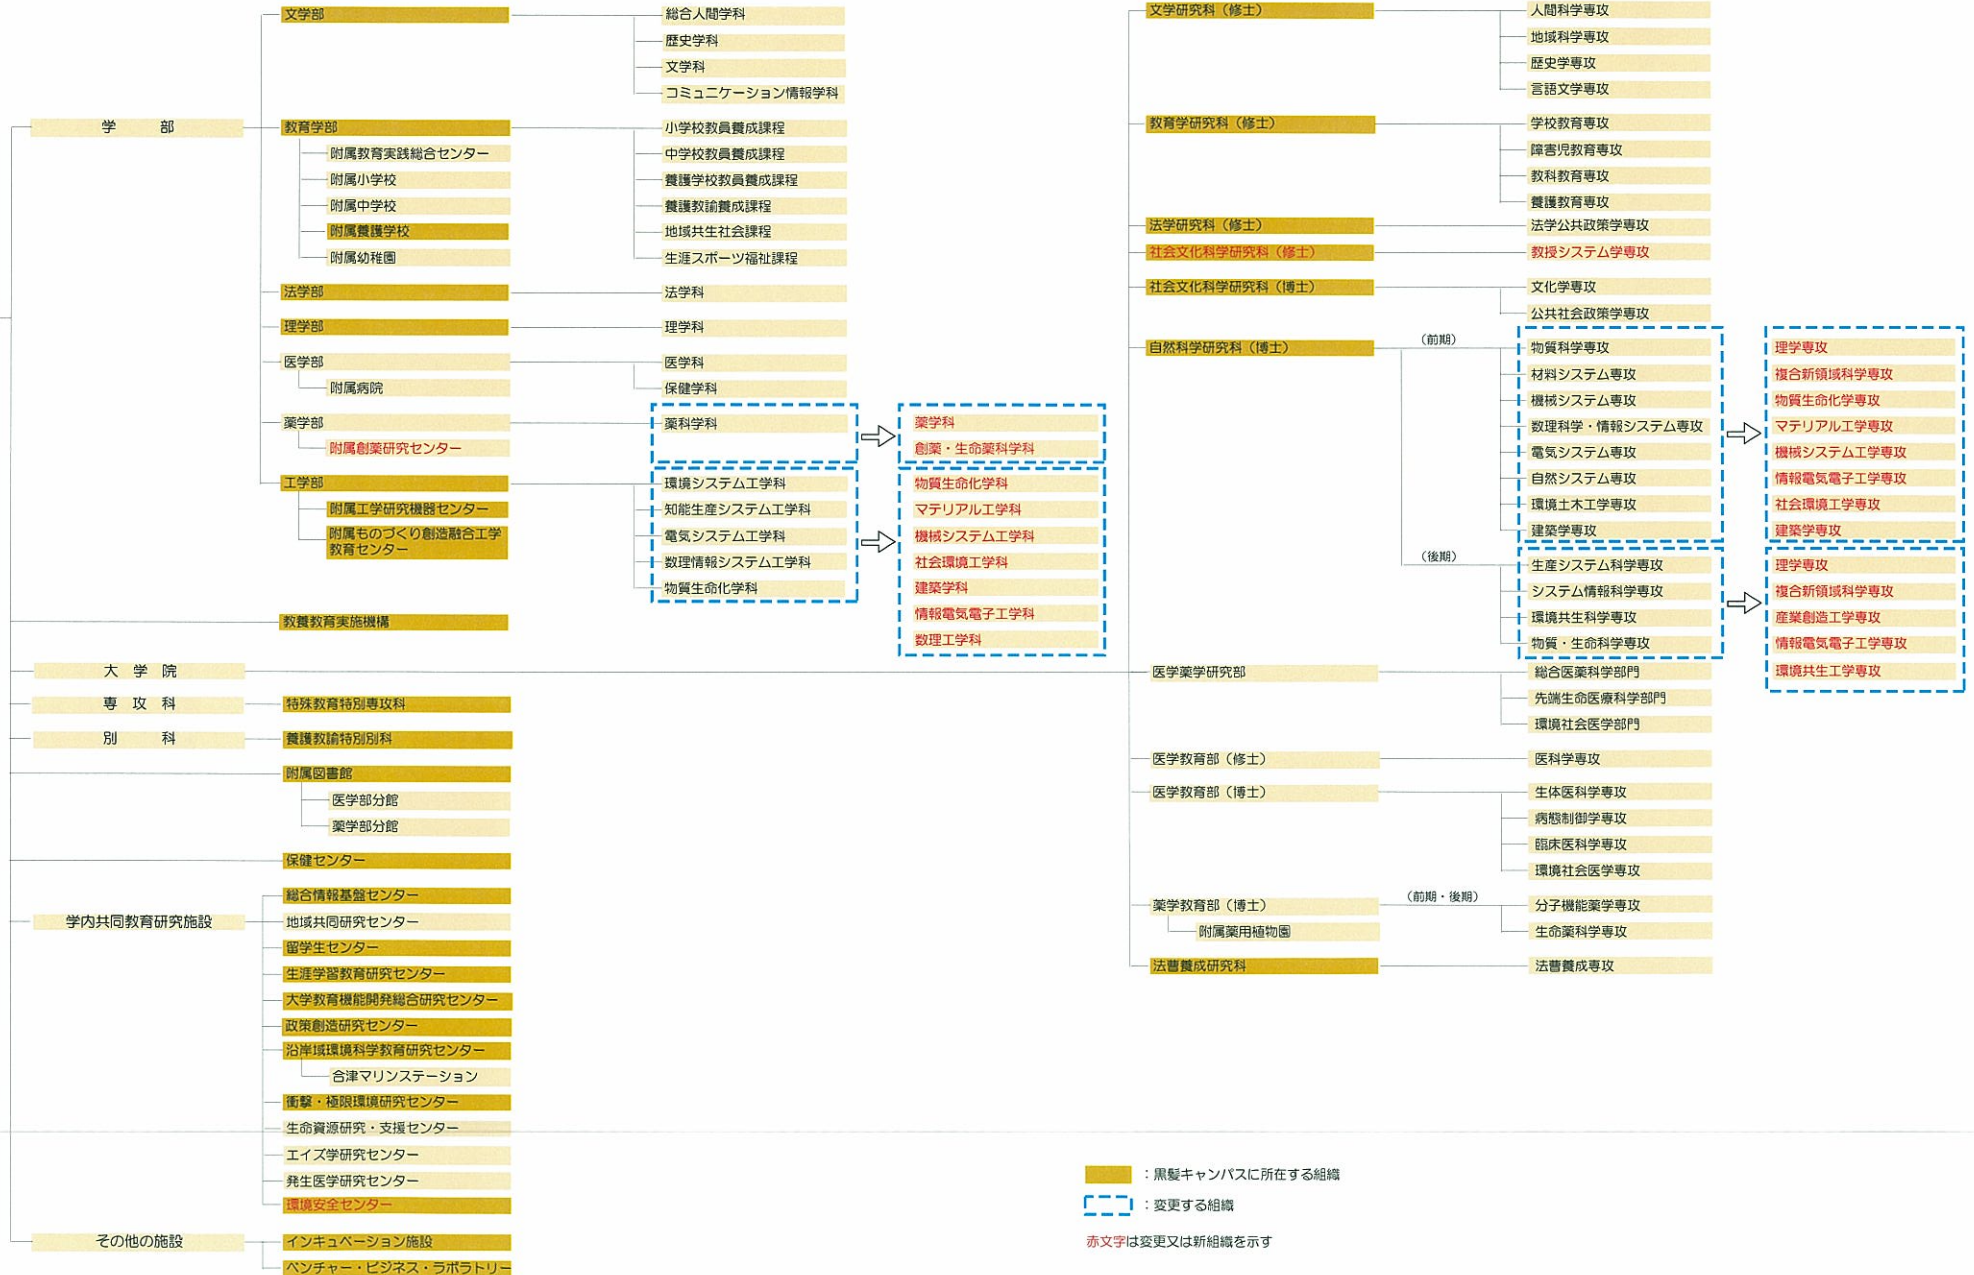 学部
文学部
総合人間学科
歴史学科
文学科
コミュニケーション情報学科
教育学部
附属教育実践総合センター
附属小学校
附属中学校
附属養護学校
附属幼稚園
小学校教員養成課程
中学校教員養成課程
養護学校教員養成課程
養護教諭養成課程
地域共生社会課程
生涯スポーツ福祉課程
法学部
法学科
理学部
理学科
医学部
附属病院
医学科
保健学科
薬学部
附属創薬研究センター
薬科学科
薬学科
創薬・生命薬科学科
工学部
附属工学研究機器センター
附属ものづくり創造融合工学
教育センター
環境システム工学科
知能生産システム工学科
電気システム工学科
数理情報システム工学科
物質生命化学科
物質生命化学科
マテリアル工学科
機械システム工学科
社会環境工学科
建築学科
情報電気電子工学科
数理工学科
教養教育実施機構
大学院
専攻科
特殊教育特別専攻科
別科
養護教諭特別別科
附属図書館
医学部分館
薬学部分館
保健センター
学内共同教育研究施設
総合情報基盤センター
地域共同研究センター
留学生センター
生涯学習教育研究センター
大学教育機能開発総合研究センター
政策創造研究センター
沿岸域環境科学教育研究センター
合津マリンステーション
衝撃・極限環境研究センター
生命資源研究・支援センター
エイズ学研究センター
発生医学研究センター
環境安全センター
その他の施設
インキュベーション施設
ベンチャー・ビジネス・ラボラトリー
文学研究科（修士）
人間科学専攻
地域科学専攻
歴史学専攻
言語文学専攻
教育学研究科（修士）
学校教育専攻
障害児教育専攻
教科教育専攻
養護教育専攻
法学研究科（修士）
法学公共政策学専攻
社会文化科学研究科（修士）
教授システム学専攻
社会文化科学研究科（博士）
文化学専攻
公共社会政策学専攻
自然科学研究科（博士）
（前期）
物質科学専攻
材料システム専攻
機械システム専攻
数理科学・情報システム専攻
電気システム専攻
自然システム専攻
環境土木工学専攻
建築学専攻
理学専攻
複合新領域科学専攻
物質生命化学専攻
マテリアル工学専攻
機械システム工学専攻
情報電気電子工学専攻
社会環境工学専攻
建築学専攻
（後期）
生産システム科学専攻
システム情報科学専攻
環境共生科学専攻
物質・生命科学専攻
理学専攻
複合新領域科学専攻
産業創造工学専攻
情報電気電子工学専攻
環境共生工学専攻
医学薬学研究部
総合医薬科学部門
先端生命医療科学部門
環境社会医学部門
医学教育部（修士）
医科学専攻
医学教育部（博士）
生体医科学専攻
病態制御学専攻
臨床医科学専攻
環境社会医学専攻
薬学教育部（博士）
（前期・後期）
附属薬用植物園
分子機能薬学専攻
生命薬科学専攻
法曹養成研究科
法曹養成専攻
：黒髪キャンパスに所在する組織
：変更する組織
赤文字は変更又は新組織を示す